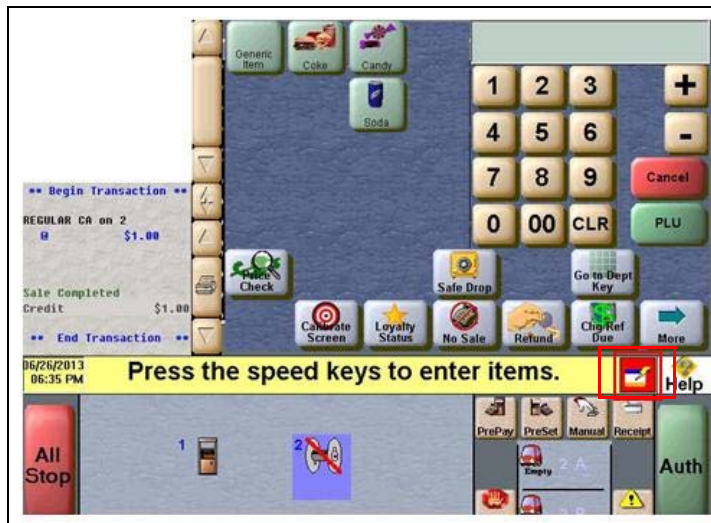 Generic
Item
Coke
Candy
Soda
1 2 3 +
4 5 6 -
7 8 9 Cancel
0 00 CLR PLU
** Begin Transaction **
REGULAR CA on 2
@ $1.00
Sale Completed
Credit $1.00
** End Transaction **
Price
Check
Safe Drop
Go to Dept
Key
Calibrate
Screen
Loyalty
Status
No Sale
Refund
Chg Ref
Due
More
06/26/2013
06:35 PM
Press the speed keys to enter items.
Help
All
Stop
1
2
PrePay PreSet Manual Receipt
Empty
2 A
Auth